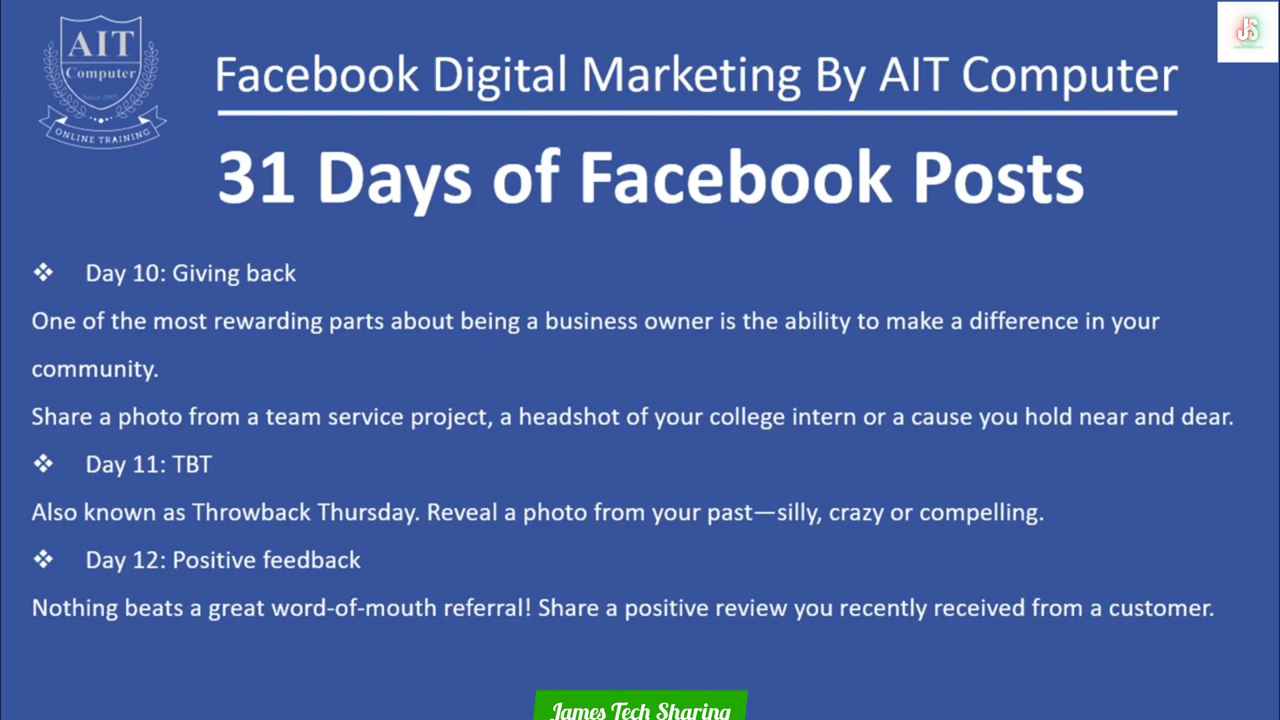 AIT
Computer
Since 2005
ONLINE TRAINING
JS
Facebook Digital Marketing By AIT Computer
31 Days of Facebook Posts
❖ Day 10: Giving back
One of the most rewarding parts about being a business owner is the ability to make a difference in your
community.
Share a photo from a team service project, a headshot of your college intern or a cause you hold near and dear.
❖ Day 11: TBT
Also known as Throwback Thursday. Reveal a photo from your past—silly, crazy or compelling.
❖ Day 12: Positive feedback
Nothing beats a great word-of-mouth referral! Share a positive review you recently received from a customer.
James Tech Sharing